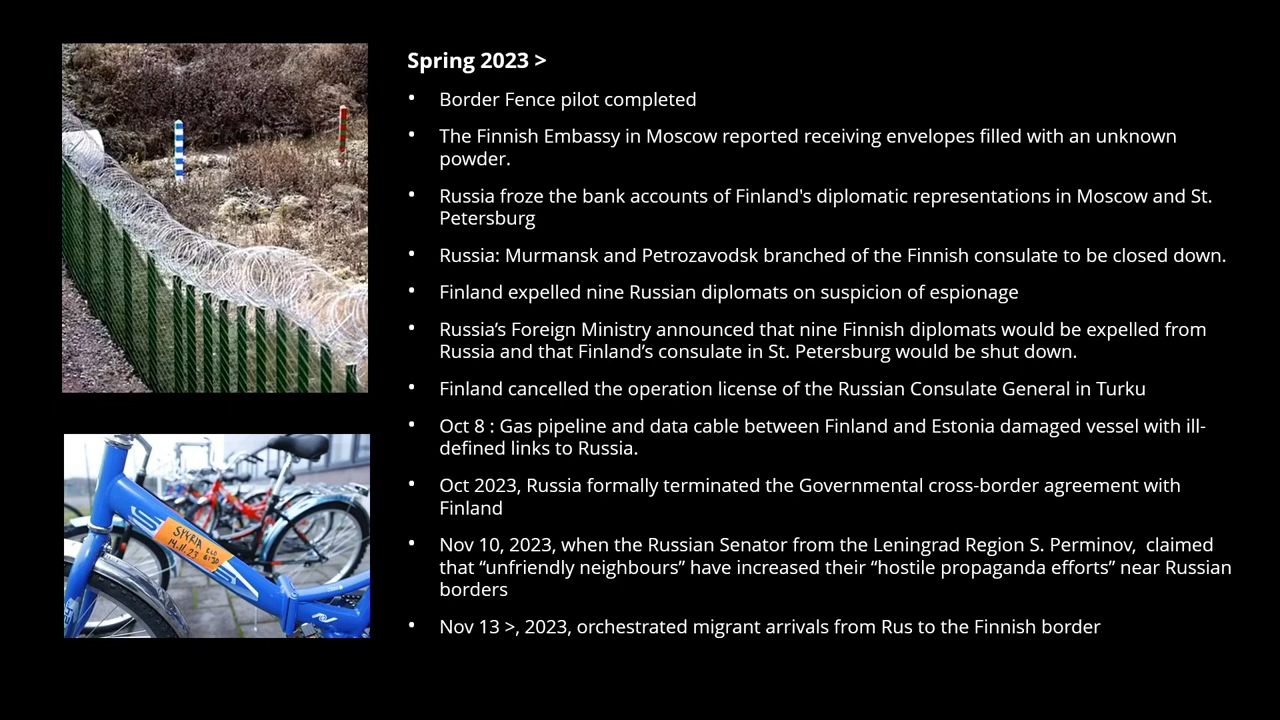 Spring 2023 >
• Border Fence pilot completed
• The Finnish Embassy in Moscow reported receiving envelopes filled with an unknown
powder.
• Russia froze the bank accounts of Finland's diplomatic representations in Moscow and St.
Petersburg
• Russia: Murmansk and Petrozavodsk branched of the Finnish consulate to be closed down.
• Finland expelled nine Russian diplomats on suspicion of espionage
• Russia’s Foreign Ministry announced that nine Finnish diplomats would be expelled from
Russia and that Finland’s consulate in St. Petersburg would be shut down.
• Finland cancelled the operation license of the Russian Consulate General in Turku
• Oct 8 : Gas pipeline and data cable between Finland and Estonia damaged vessel with ill-
defined links to Russia.
• Oct 2023, Russia formally terminated the Governmental cross-border agreement with
Finland
• Nov 10, 2023, when the Russian Senator from the Leningrad Region S. Perminov,  claimed
that “unfriendly neighbours” have increased their “hostile propaganda efforts” near Russian
borders
• Nov 13 >, 2023, orchestrated migrant arrivals from Rus to the Finnish border
SYYRIA
14.11.23